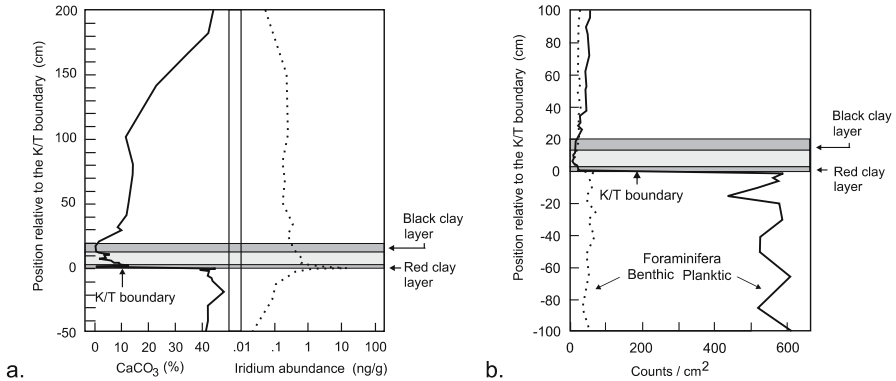 200
150
100
50
0
-50
Position relative to the K/T boundary (cm)
K/T boundary
Black clay
layer
Red clay
layer
0 10 20 30 40 .01 .1 1 10 100
CaCO3 (%) Iridium abundance (ng/g)
a.
100
80
60
40
20
0
-20
-40
-60
-80
-100
Position relative to the K/T boundary (cm)
Black clay
layer
Red clay
layer
K/T boundary
Foraminifera
Benthic Planktic
0 200 400 600
Counts / cm2
b.